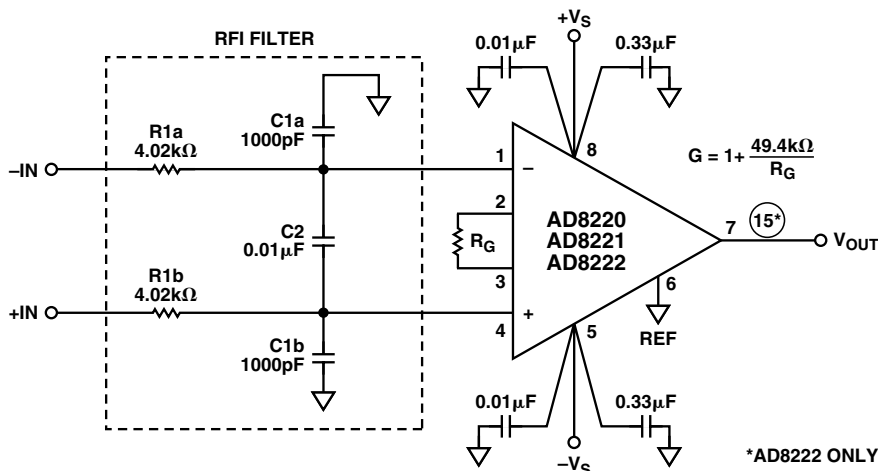 RFI FILTER
+VS
0.01µF
0.33µF
C1a
1000pF
R1a
4.02kΩ
–IN
1
–
8
G = 1+ 49.4kΩ
RG
2
C2
0.01µF
RG
AD8220
AD8221
AD8222
7
15*
VOUT
R1b
4.02kΩ
3
6
+IN
4
+
5
REF
C1b
1000pF
0.01µF
0.33µF
–VS
*AD8222 ONLY